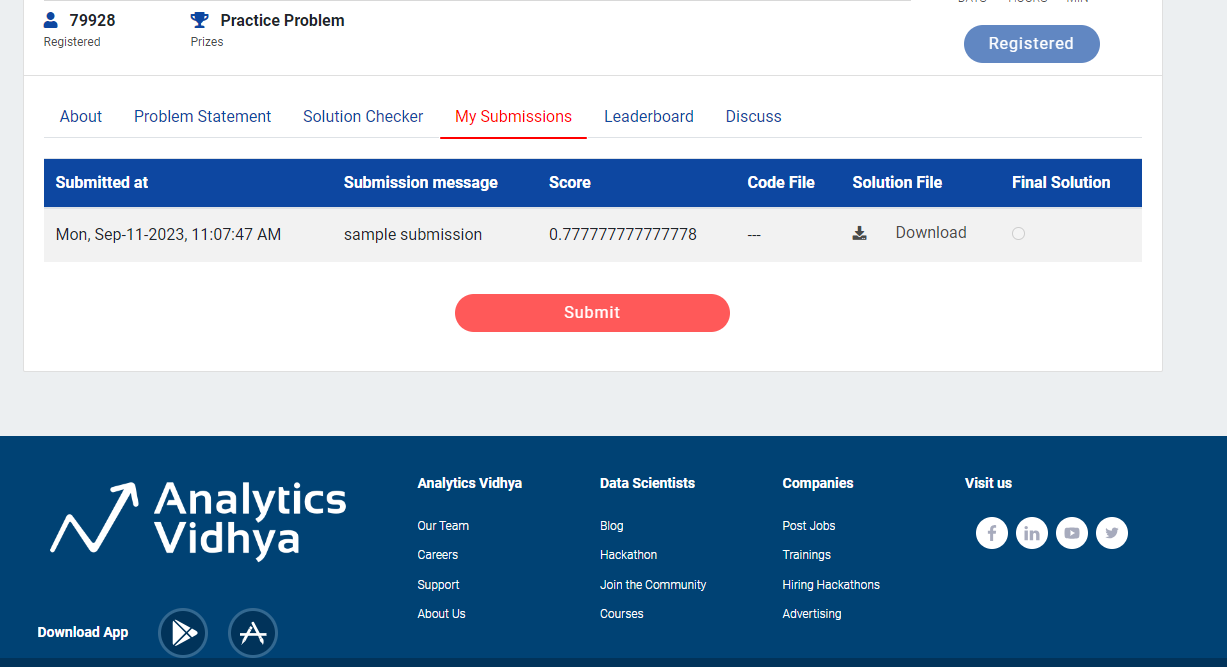 DAYS HOURS MIN
79928 Practice Problem
Registered Prizes
Registered
About Problem Statement Solution Checker My Submissions Leaderboard Discuss
Submitted at Submission message Score Code File Solution File Final Solution
Mon, Sep-11-2023, 11:07:47 AM sample submission 0.777777777777778 --- Download
Submit
Analytics Vidhya
Analytics Vidhya Data Scientists Companies Visit us
Our Team Blog Post Jobs
Careers Hackathon Trainings
Support Join the Community Hiring Hackathons
About Us Courses Advertising
Download App